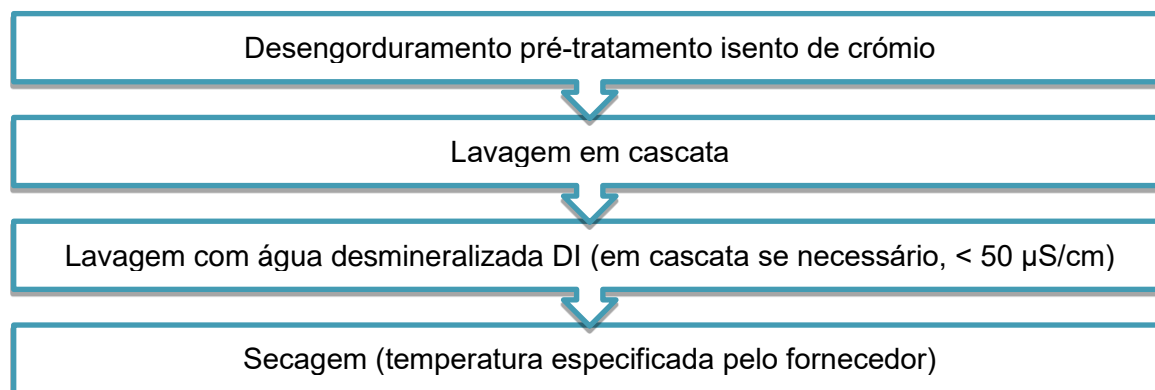 Desengorduramento pré-tratamento isento de crómio
Lavagem em cascata
Lavagem com água desmineralizada DI (em cascata se necessário, < 50 µS/cm)
Secagem (temperatura especificada pelo fornecedor)